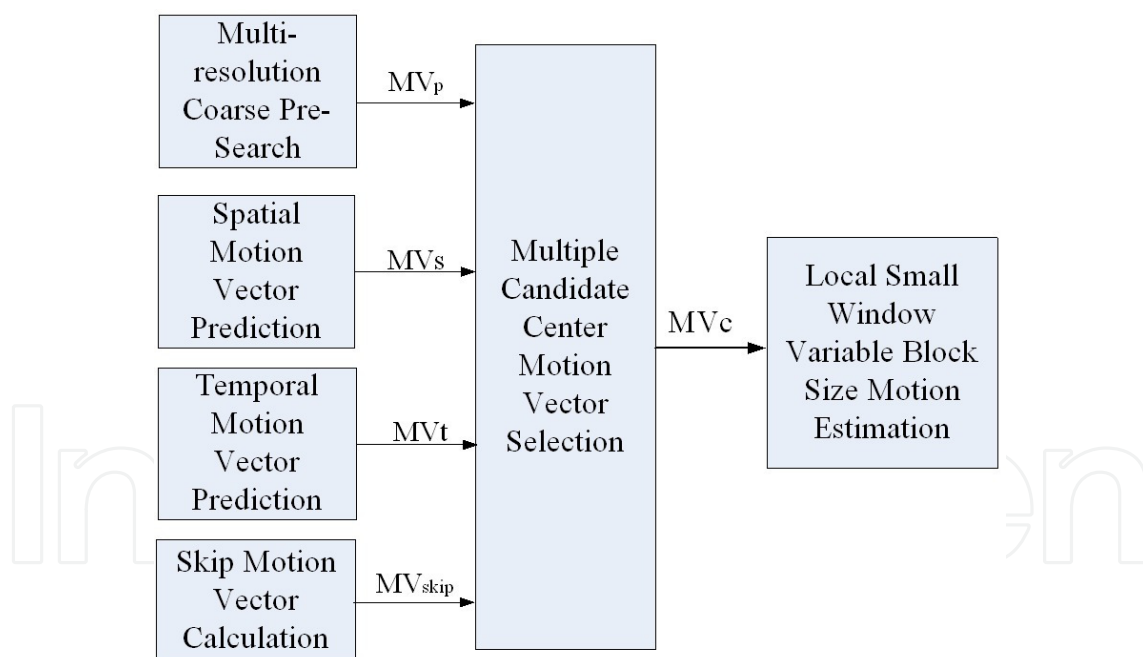 Multi-
resolution
Coarse Pre-
Search
MVp
Spatial
Motion
Vector
Prediction
MVs
Temporal
Motion
Vector
Prediction
MVt
Skip Motion
Vector
Calculation
MVskip
Multiple
Candidate
Center
Motion
Vector
Selection
MVc
Local Small
Window
Variable Block
Size Motion
Estimation